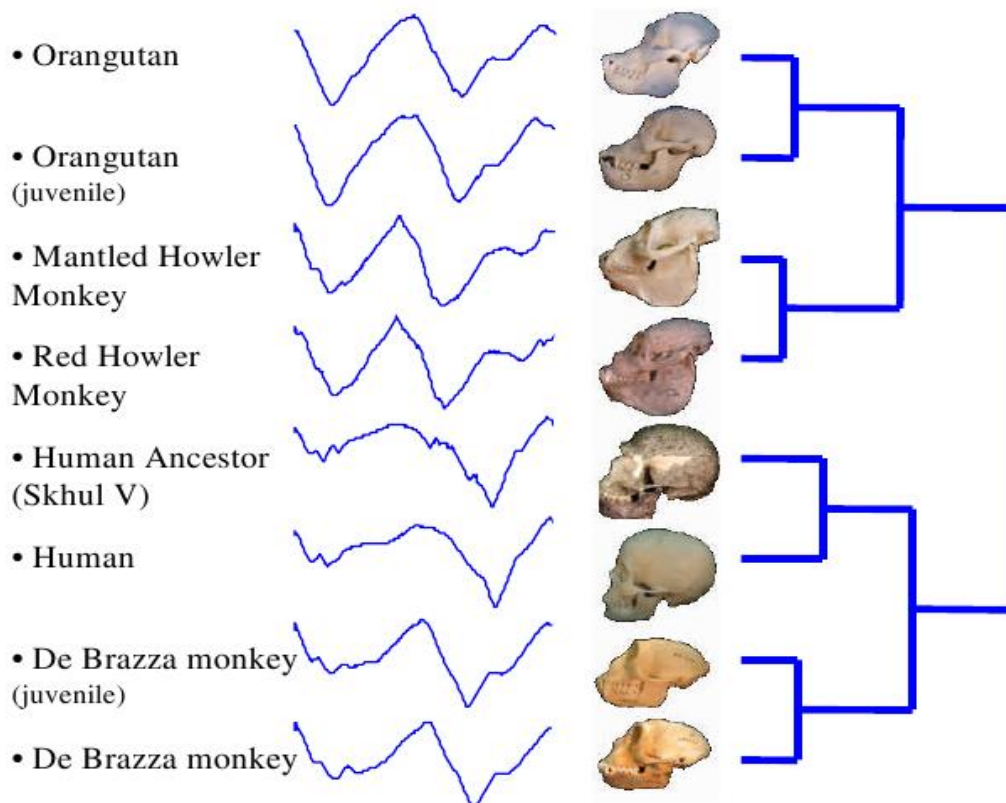 • Orangutan
• Orangutan
(juvenile)
• Mantled Howler
Monkey
• Red Howler
Monkey
• Human Ancestor
(Skhul V)
• Human
• De Brazza monkey
(juvenile)
• De Brazza monkey